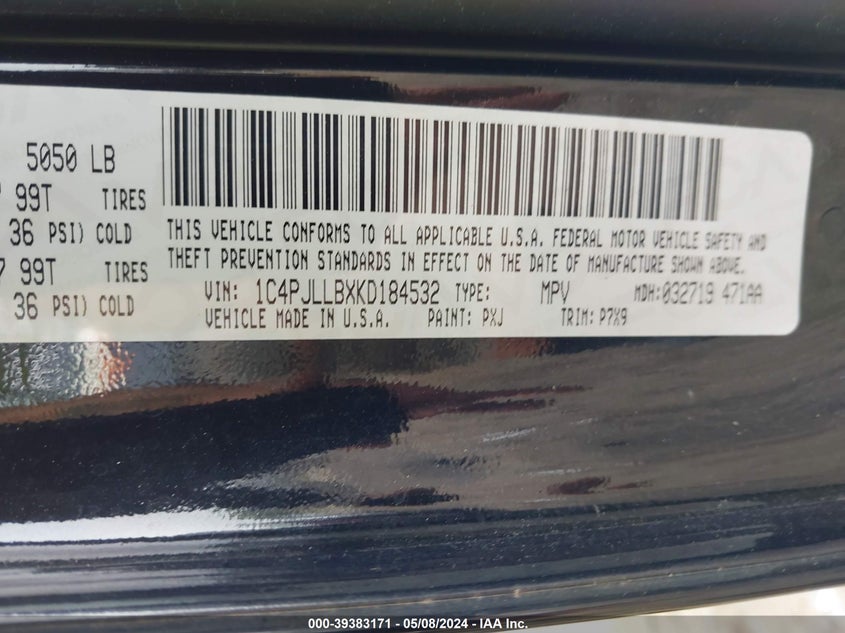 5050 LB
99T TIRES
36 PSI) COLD
99T TIRES
36 PSI) COLD
THIS VEHICLE CONFORMS TO ALL APPLICABLE U.S.A. FEDERAL MOTOR VEHICLE SAFETY AND
THEFT PREVENTION STANDARDS IN EFFECT ON THE DATE OF MANUFACTURE SHOWN ABOVE.
VIN: 1C4PJLLBXKD184532 TYPE: MPV MDH:032719 471AA
VEHICLE MADE IN U.S.A. PAINT: PXJ TRIM: P7X9
000-39383171 - 05/08/2024 - IAA Inc.